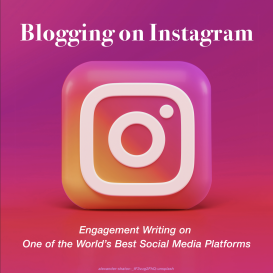 Blogging on Instagram
Engagement Writing on
One of the World's Best Social Media Platforms